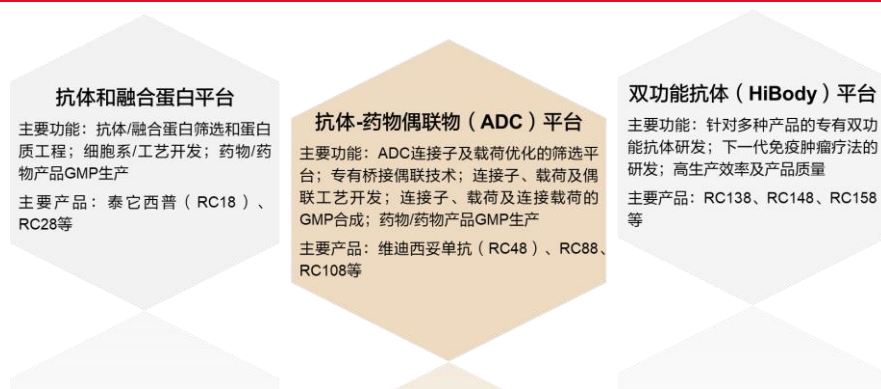 抗体和融合蛋白平台
主要功能：抗体/融合蛋白筛选和蛋白
质工程；细胞系/工艺开发；药物/药
物产品GMP生产
主要产品：泰它西普（RC18）、
RC28等
抗体-药物偶联物（ADC）平台
主要功能：ADC连接子及载荷优化的筛选平
台；专有桥接偶联技术；连接子、载荷及偶
联工艺开发；连接子、载荷及连接载荷的
GMP合成；药物/药物产品GMP生产
主要产品：维迪西妥单抗（RC48）、RC88、
RC108等
双功能抗体（HiBody）平台
主要功能：针对多种产品的专有双功
能抗体研发；下一代免疫肿瘤疗法的
研发；高生产效率及产品质量
主要产品：RC138、RC148、RC158
等